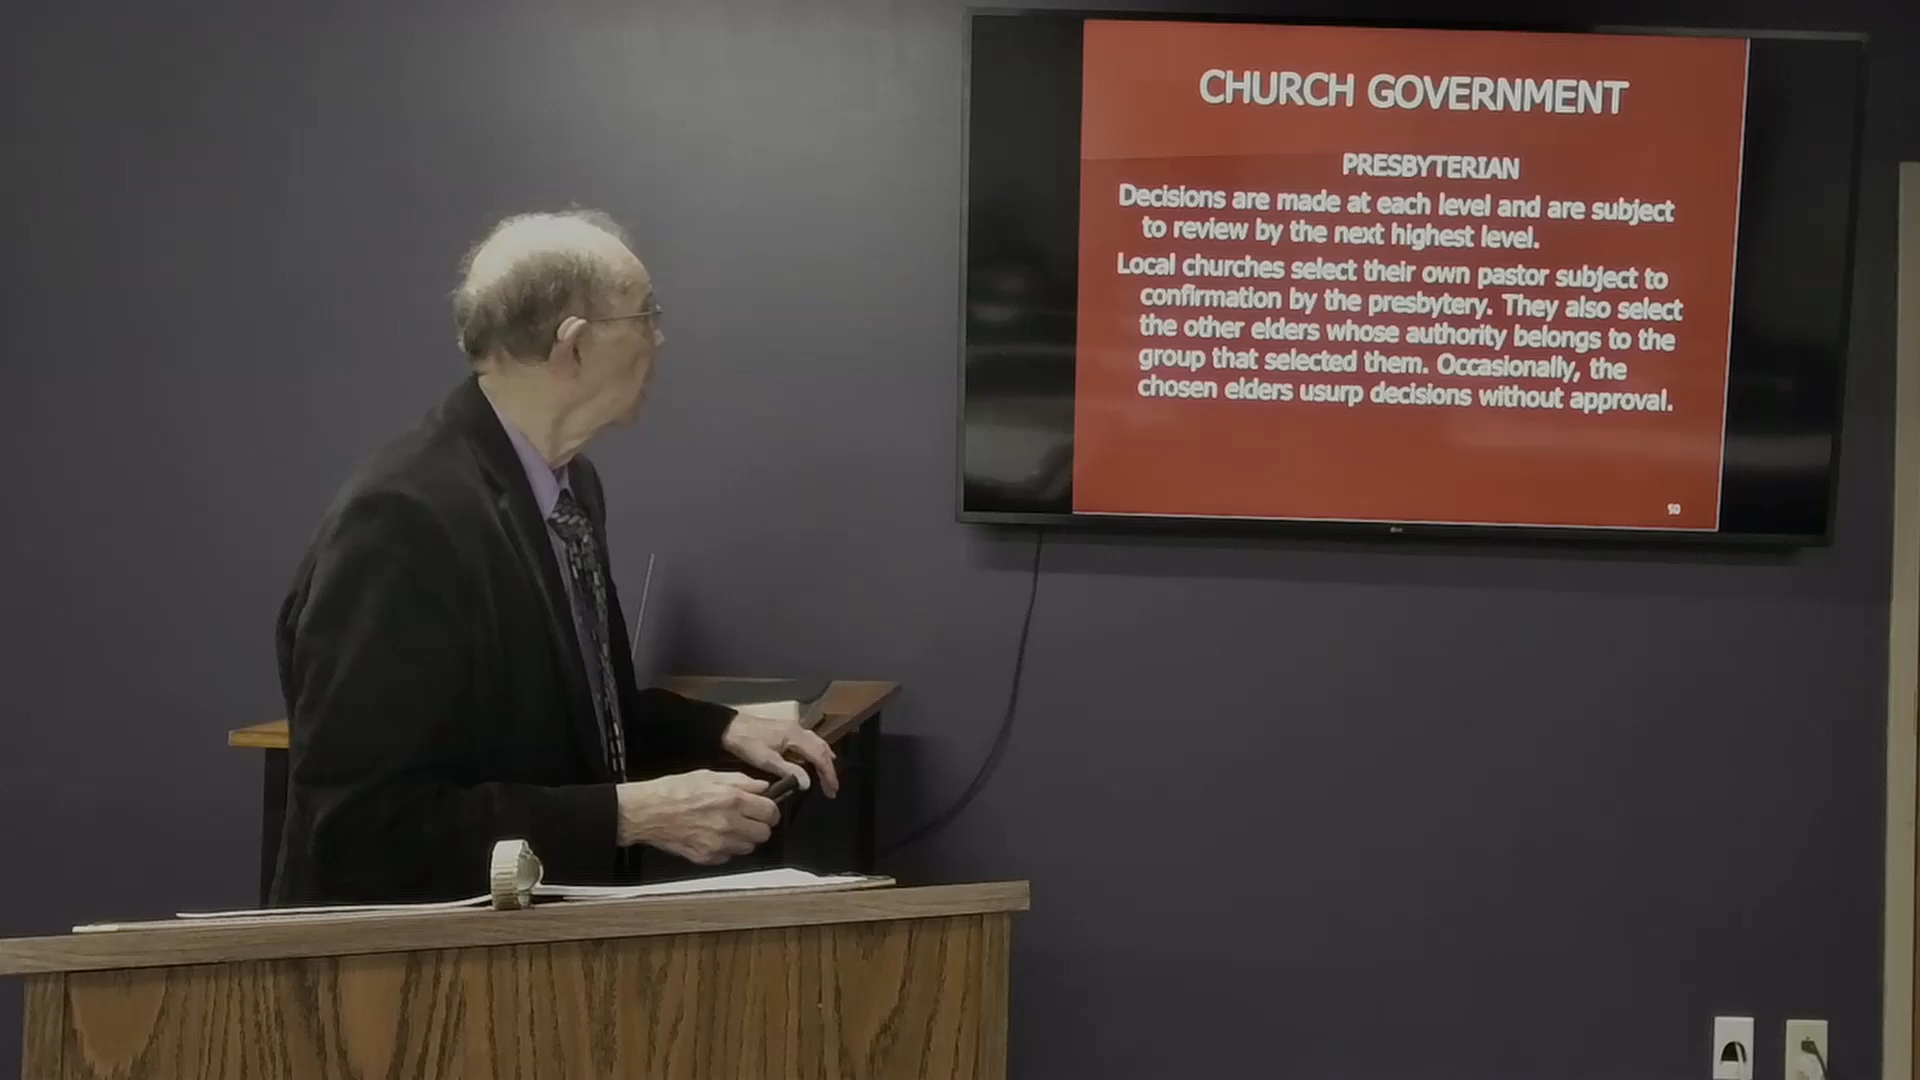 CHURCH GOVERNMENT
PRESBYTERIAN
Decisions are made at each level and are subject
to review by the next highest level.
Local churches select their own pastor subject to
confirmation by the presbytery. They also select
the other elders whose authority belongs to the
group that selected them. Occasionally, the
chosen elders usurp decisions without approval.
50